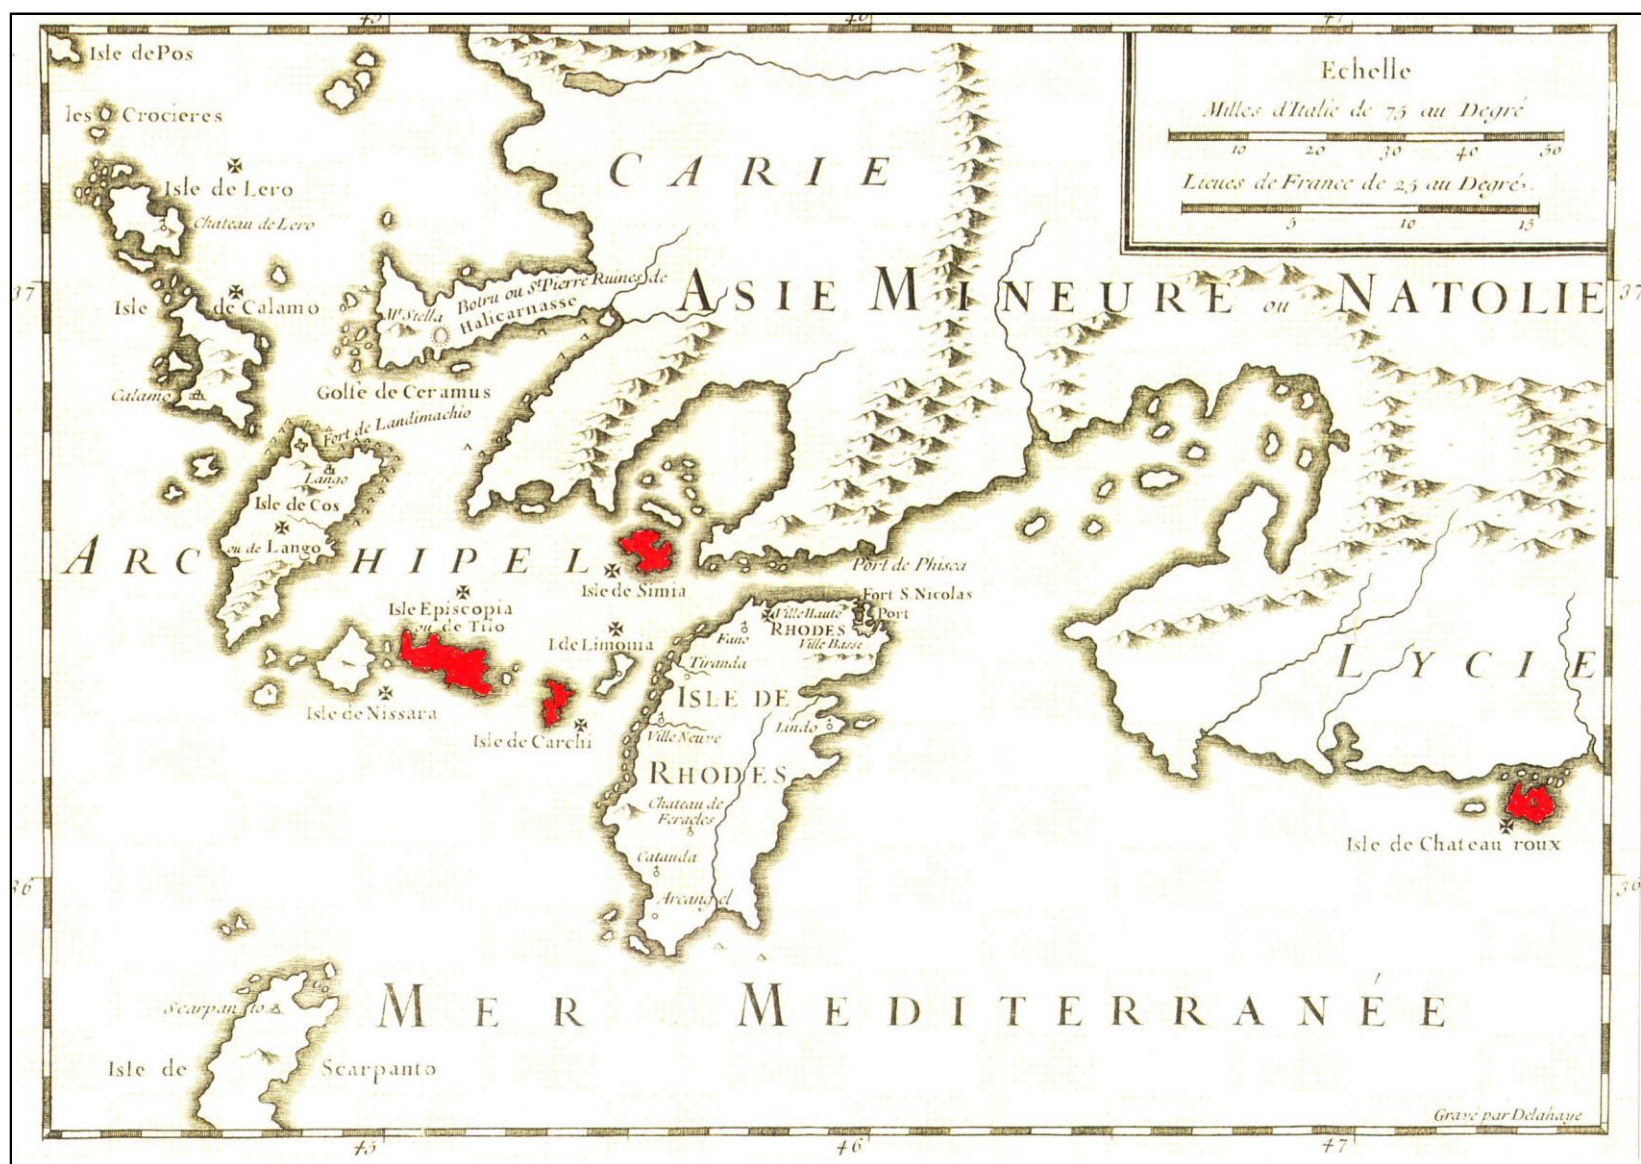 45
46
47
Isle de Pos
les Crocieres
Isle de Lero
Chateau de Lero
Echelle
Milles d'Italie de 75 au Degré
10 20 30 40 50
Lieues de France de 25 au Degré.
5 10 15
CARIE
37
37
Isle de Calamo
Calamo
Mt Stella
Botru ou St Pierre Ruines de
Halicarnasse
ASIE MINEURE ou NATOLIE
Golfe de Ceramus
Fort de Landimachio
Lango
Isle de Cos
ou de Lango
ARCHIPEL
Isle de Simia
Port de Phisca
Isle Episcopia
ou de Tilo
I.de Limonia
Isle de Nissara
Isle de Carchi
Fort S. Nicolas
Port
Ville Haute
RHODES
Ville Basse
Fano
Tiranda
ISLE DE
RHODES
Lindo
Ville Neuve
Chateau de
Feracles
Catauda
Arcangel
LYCIE
Isle de Chateau roux
36
36
Scarpanto
Isle de Scarpanto
MER MEDITERRANÉE
Gravé par Delahaye
45
46
47